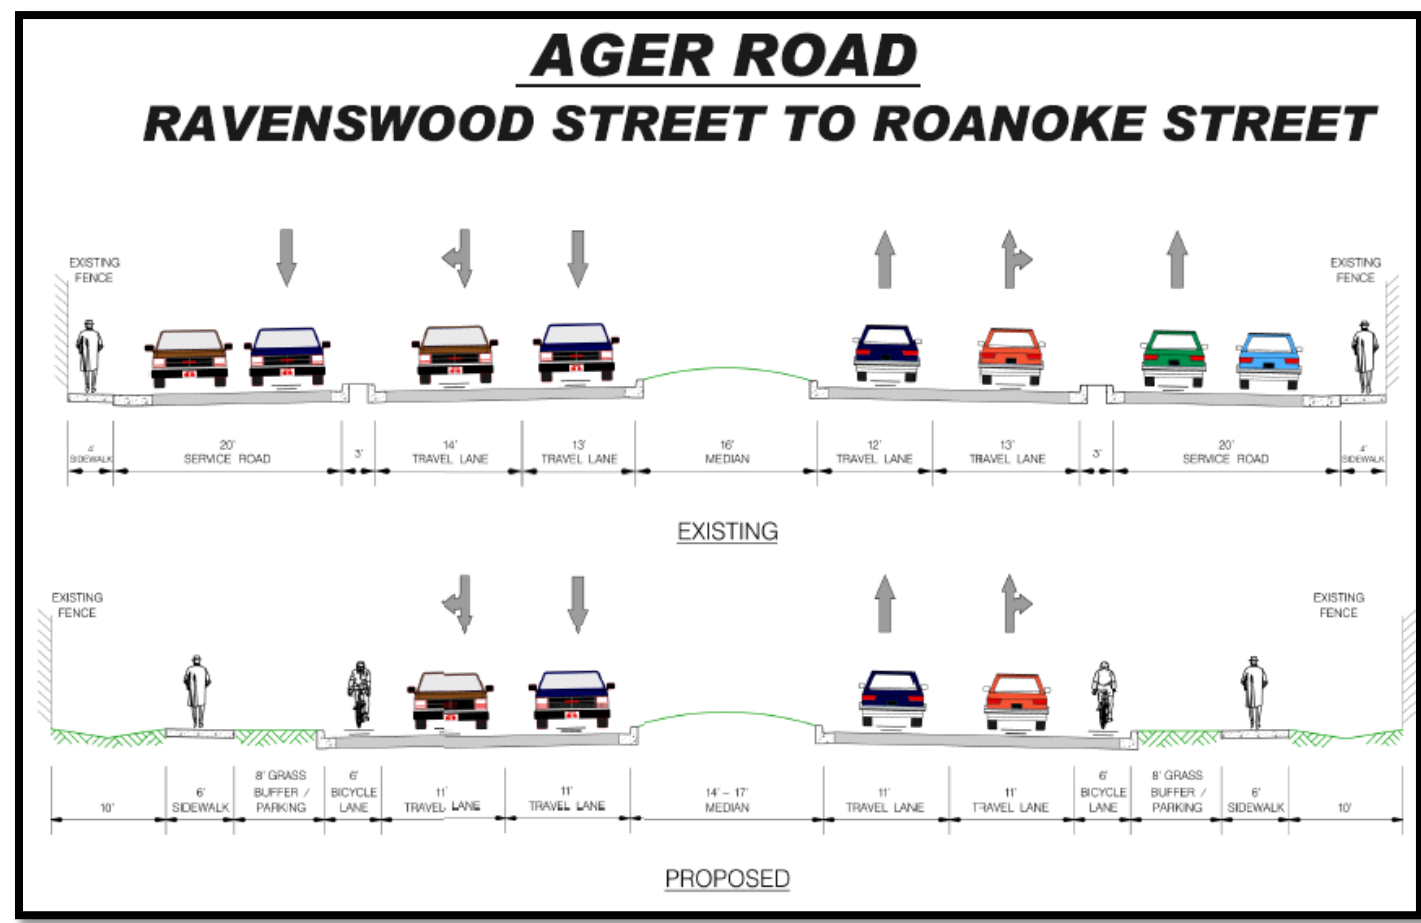 AGER ROAD
RAVENSWOOD STREET TO ROANOKE STREET
EXISTING
FENCE
EXISTING
FENCE
4'
SIDEWALK
20'
SERVICE ROAD
3'
14'
TRAVEL LANE
13'
TRAVEL LANE
16'
MEDIAN
12'
TRAVEL LANE
13'
TRAVEL LANE
3'
20'
SERVICE ROAD
4'
SIDEWALK
EXISTING
EXISTING
FENCE
EXISTING
FENCE
10'
6'
SIDEWALK
8' GRASS
BUFFER /
PARKING
6'
BICYCLE
LANE
11'
TRAVEL LANE
11'
TRAVEL LANE
14' - 17'
MEDIAN
11'
TRAVEL LANE
11'
TRAVEL LANE
6'
BICYCLE
LANE
8' GRASS
BUFFER /
PARKING
6'
SIDEWALK
10'
PROPOSED